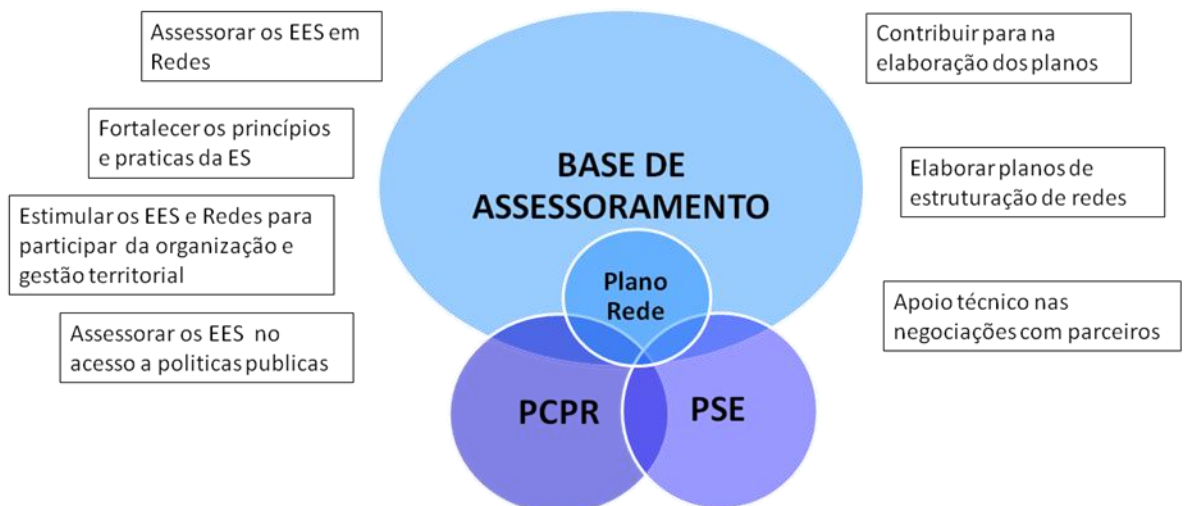 Assessorar os EES em
Redes
Fortalecer os princípios
e praticas da ES
Estimular os EES e Redes para
participar da organização e
gestão territorial
Assessorar os EES no
acesso a politicas publicas
BASE DE
ASSESSORAMENTO
Plano
Rede
PCPR
PSE
Contribuir para na
elaboração dos planos
Elaborar planos de
estruturação de redes
Apoio técnico nas
negociações com parceiros